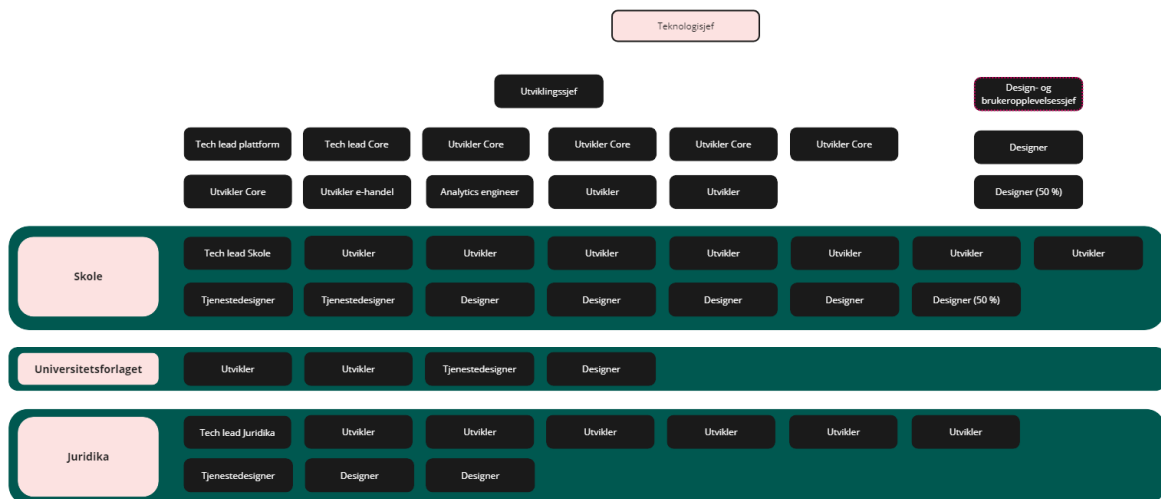 Teknologisjef
Utviklingssjef
Design- og
brukeropplevelsessjef
Tech lead plattform
Tech lead Core
Utvikler Core
Utvikler Core
Utvikler Core
Utvikler Core
Designer
Utvikler Core
Utvikler e-handel
Analytics engineer
Utvikler
Utvikler
Designer (50 %)
Skole
Tech lead Skole
Utvikler
Utvikler
Utvikler
Utvikler
Utvikler
Utvikler
Utvikler
Tjenestedesigner
Tjenestedesigner
Designer
Designer
Designer
Designer
Designer (50 %)
Universitetsforlaget
Utvikler
Utvikler
Tjenestedesigner
Designer
Juridika
Tech lead Juridika
Utvikler
Utvikler
Utvikler
Utvikler
Utvikler
Utvikler
Tjenestedesigner
Designer
Designer